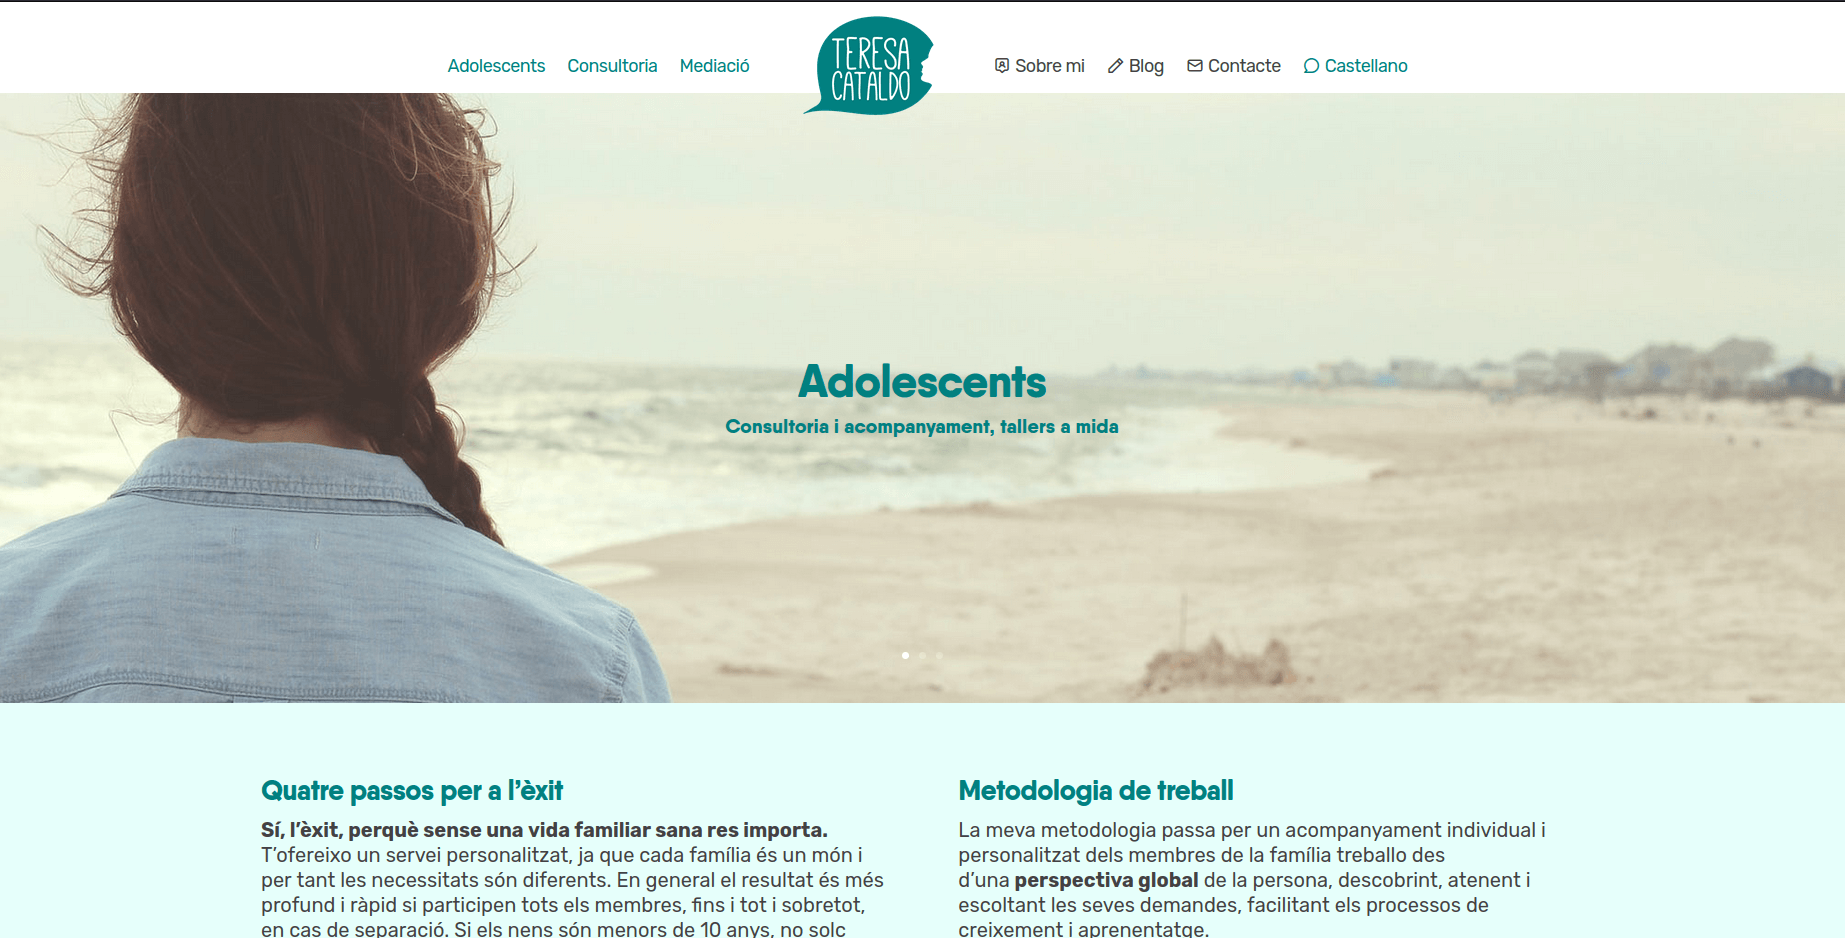 Adolescents Consultoria Mediació
TERESA
CATALDO
Sobre mi Blog Contacte Castellano
Adolescents
Consultoria i acompanyament, tallers a mida
Quatre passos per a l’èxit
Sí, l’èxit, perquè sense una vida familiar sana res importa.
T’ofereixo un servei personalitzat, ja que cada família és un món i
per tant les necessitats són diferents. En general el resultat és més
profund i ràpid si participen tots els membres, fins i tot i sobretot,
en cas de separació. Si els nens són menors de 10 anys, no solc
Metodologia de treball
La meva metodologia passa per un acompanyament individual i
personalitzat dels membres de la família treballo des
d’una perspectiva global de la persona, descobrint, atenent i
escoltant les seves demandes, facilitant els processos de
creixement i aprenentatge.